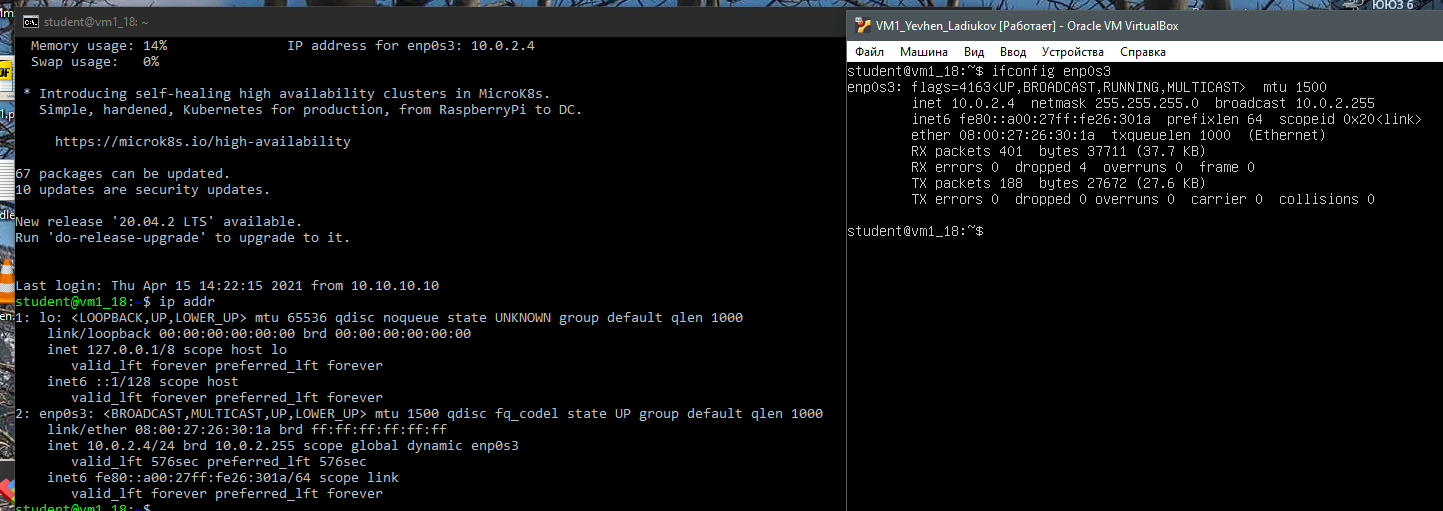 student@vm1_18: ~
Memory usage: 14%               IP address for enp0s3: 10.0.2.4
Swap usage:   0%
* Introducing self-healing high availability clusters in MicroK8s.
Simple, hardened, Kubernetes for production, from RaspberryPi to DC.
https://microk8s.io/high-availability
67 packages can be updated.
10 updates are security updates.
New release '20.04.2 LTS' available.
Run 'do-release-upgrade' to upgrade to it.
Last login: Thu Apr 15 14:22:15 2021 from 10.10.10.10
student@vm1_18:~$ ip addr
1: lo: <LOOPBACK,UP,LOWER_UP> mtu 65536 qdisc noqueue state UNKNOWN group default qlen 1000
link/loopback 00:00:00:00:00:00 brd 00:00:00:00:00:00
inet 127.0.0.1/8 scope host lo
valid_lft forever preferred_lft forever
inet6 ::1/128 scope host
valid_lft forever preferred_lft forever
2: enp0s3: <BROADCAST,MULTICAST,UP,LOWER_UP> mtu 1500 qdisc fq_codel state UP group default qlen 1000
link/ether 08:00:27:26:30:1a brd ff:ff:ff:ff:ff:ff
inet 10.0.2.4/24 brd 10.0.2.255 scope global dynamic enp0s3
valid_lft 576sec preferred_lft 576sec
inet6 fe80::a00:27ff:fe26:301a/64 scope link
valid_lft forever preferred_lft forever
student@vm1_18:~$
VM1_Yevhen_Ladiukov [Работает] - Oracle VM VirtualBox
Файл Машина Вид Ввод Устройства Справка
student@vm1_18:~$ ifconfig enp0s3
enp0s3: flags=4163<UP,BROADCAST,RUNNING,MULTICAST>  mtu 1500
inet 10.0.2.4  netmask 255.255.255.0  broadcast 10.0.2.255
inet6 fe80::a00:27ff:fe26:301a  prefixlen 64  scopeid 0x20<link>
ether 08:00:27:26:30:1a  txqueuelen 1000  (Ethernet)
RX packets 401  bytes 37711 (37.7 KB)
RX errors 0  dropped 4  overruns 0  frame 0
TX packets 188  bytes 27672 (27.6 KB)
TX errors 0  dropped 0 overruns 0  carrier 0  collisions 0
student@vm1_18:~$